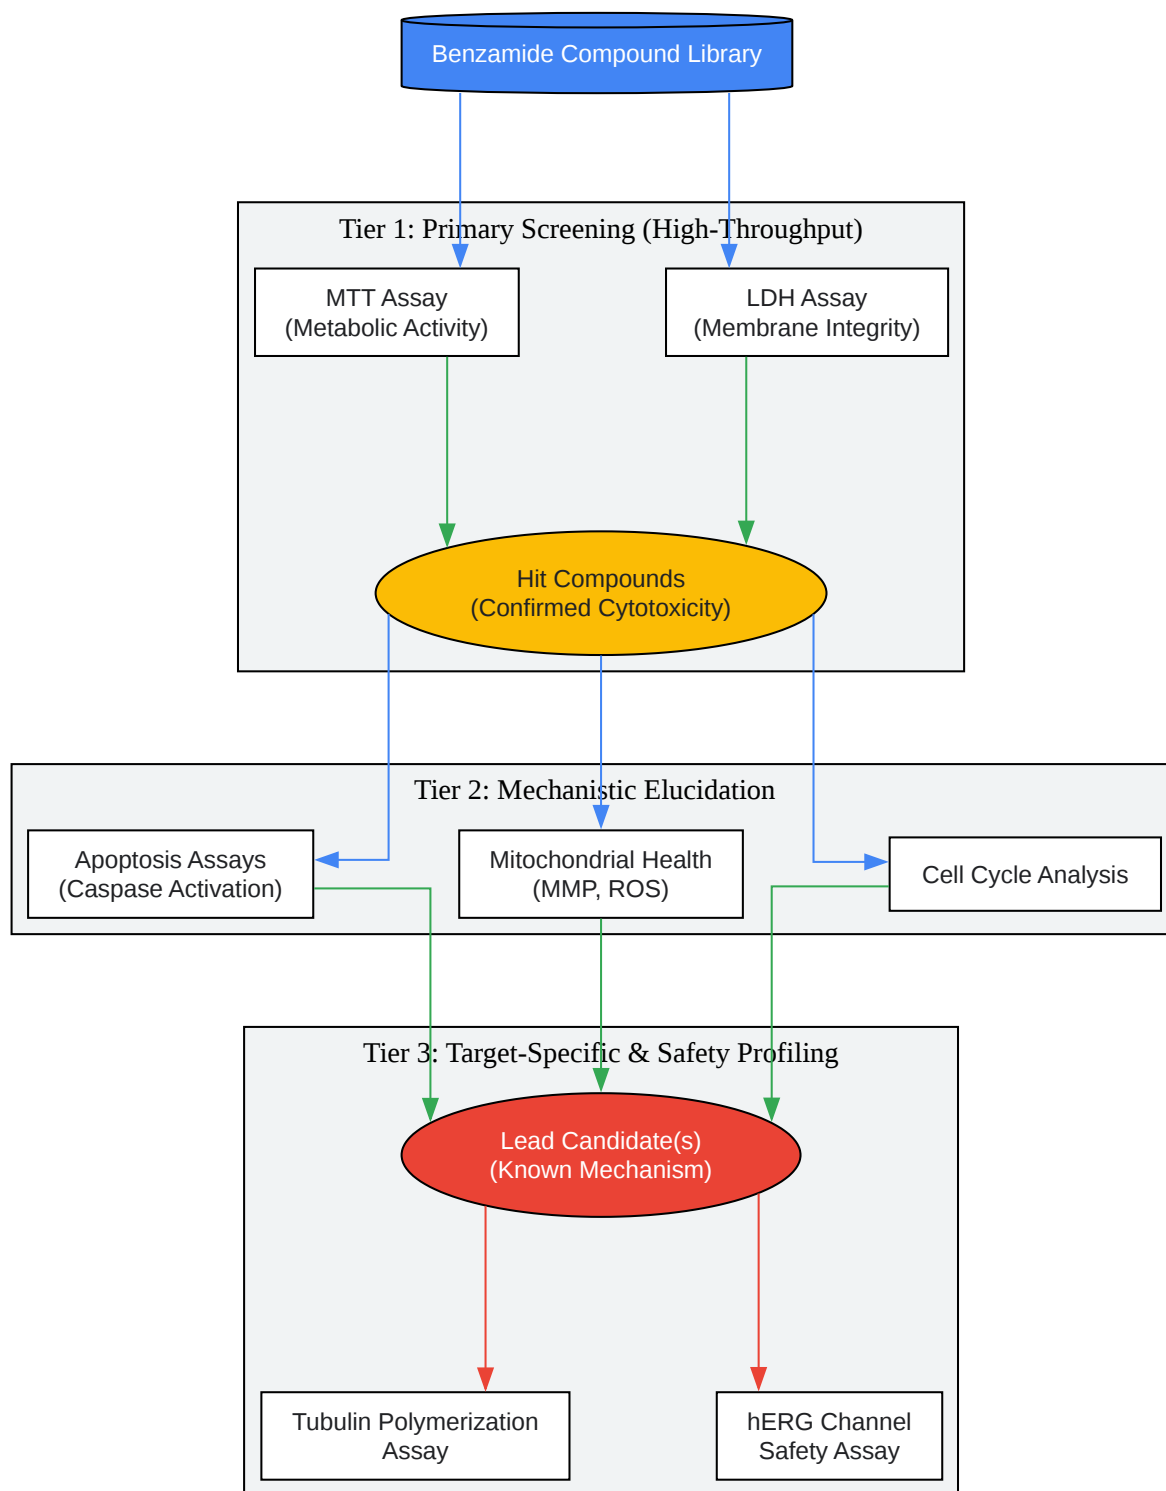 Benzamide Compound Library
Tier 1: Primary Screening (High-Throughput)
MTT Assay
(Metabolic Activity)
LDH Assay
(Membrane Integrity)
Hit Compounds
(Confirmed Cytotoxicity)
Tier 2: Mechanistic Elucidation
Apoptosis Assays
(Caspase Activation)
Mitochondrial Health
(MMP, ROS)
Cell Cycle Analysis
Tier 3: Target-Specific & Safety Profiling
Lead Candidate(s)
(Known Mechanism)
Tubulin Polymerization
Assay
hERG Channel
Safety Assay